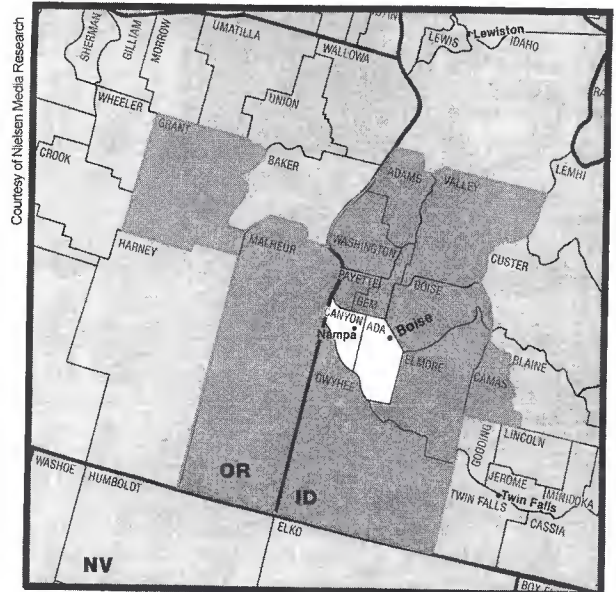 Courtesy of Nielsen Media Research
SHERMAN
GILLIAM
MORROW
UMATILLA
WALLOWA
LEWIS
Lewiston
IDAHO
WHEELER
UNION
GRANT
CROOK
BAKER
ADAMS
VALLEY
LEMHI
HARNEY
MALHEUR
WASHINGTON
CUSTER
PAYETTE
GEM
BOISE
CANYON
ADA
Boise
Nampa
ELMORE
BLAINE
OWYHEE
CAMAS
GOODING
LINCOLN
JEROME
MINIDOKA
Twin Falls
TWIN FALLS
CASSIA
OR
ID
WASHOE
HUMBOLDT
ELKO
NV